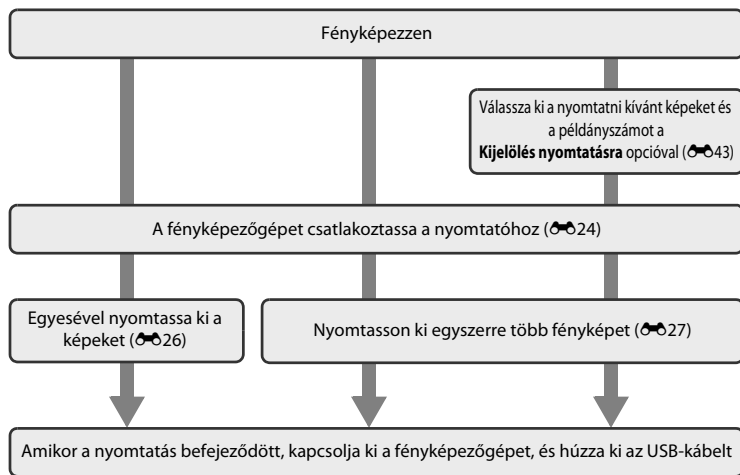 Fényképezzen
Válassza ki a nyomtatni kívánt képeket és
a példányszámot a
Kijelölés nyomtatásra opcióval (43)
A fényképezőgépet csatlakoztassa a nyomtatóhoz (24)
Egyesével nyomtassa ki a
képeket (26)
Nyomtasson ki egyszerre több fényképet (27)
Amikor a nyomtatás befejeződött, kapcsolja ki a fényképezőgépet, és húzza ki az USB-kábelt